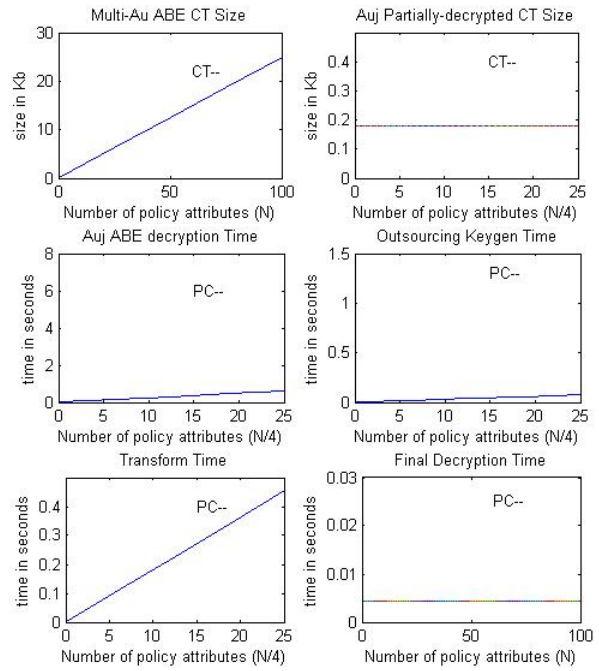 Multi-Au ABE CT Size
30
20
10
0
size in Kb
CT--
0 50 100
Number of policy attributes (N)
Auj Partially-decrypted CT Size
0.4
0.3
0.2
0.1
0
size in Kb
CT--
0 5 10 15 20 25
Number of policy attributes (N/4)
Auj ABE decryption Time
8
6
4
2
0
time in seconds
PC--
0 5 10 15 20 25
Number of policy attributes (N/4)
Outsourcing Keygen Time
1.5
1
0.5
0
time in seconds
PC--
0 5 10 15 20 25
Number of policy attributes (N/4)
Transform Time
0.4
0.3
0.2
0.1
0
time in seconds
PC--
0 5 10 15 20 25
Number of policy attributes (N/4)
Final Decryption Time
0.03
0.02
0.01
0
time in seconds
PC--
0 50 100
Number of policy attributes (N)